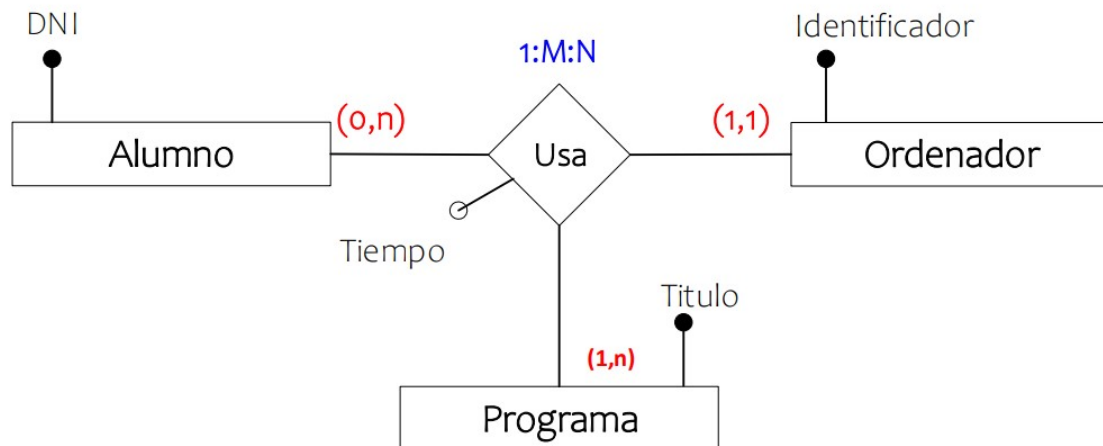 DNI
Identificador
1:M:N
(0,n)
(1,1)
Alumno
Usa
Ordenador
Tiempo
Titulo
(1,n)
Programa